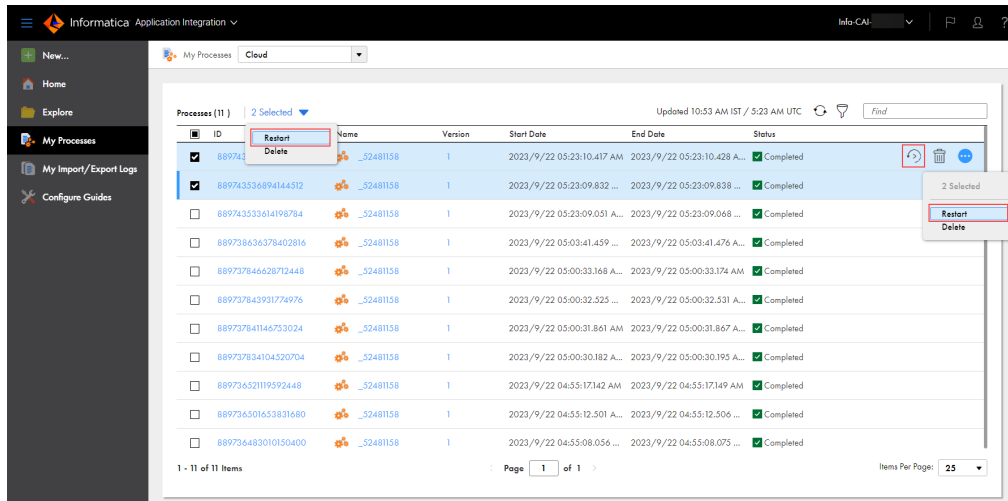 Informatica Application Integration
Info-CAI-
?
New...
Home
Explore
My Processes
My Import/Export Logs
Configure Guides
My Processes Cloud
Processes (11 ) 2 Selected
Updated 10:53 AM IST / 5:23 AM UTC
Find
ID Name Version Start Date End Date Status
Restart
Delete
_52481158 1 2023/9/22 05:23:10.417 AM 2023/9/22 05:23:10.428 A... Completed
889743536894144512 _52481158 1 2023/9/22 05:23:09.832 ... 2023/9/22 05:23:09.838 ... Completed
889743533614198784 _52481158 1 2023/9/22 05:23:09.051 A... 2023/9/22 05:23:09.068 ... Completed
889738636378402816 _52481158 1 2023/9/22 05:03:41.459 ... 2023/9/22 05:03:41.476 A... Completed
889737846628712448 _52481158 1 2023/9/22 05:00:33.168 A... 2023/9/22 05:00:33.174 AM Completed
889737843931774976 _52481158 1 2023/9/22 05:00:32.525 ... 2023/9/22 05:00:32.531 A... Completed
889737841146753024 _52481158 1 2023/9/22 05:00:31.861 AM 2023/9/22 05:00:31.867 A... Completed
889737834104520704 _52481158 1 2023/9/22 05:00:30.182 A... 2023/9/22 05:00:30.195 A... Completed
889736521119592448 _52481158 1 2023/9/22 04:55:17.142 AM 2023/9/22 04:55:17.149 AM Completed
889736501653831680 _52481158 1 2023/9/22 04:55:12.501 A... 2023/9/22 04:55:12.506 ... Completed
889736483010150400 _52481158 1 2023/9/22 04:55:08.056 ... 2023/9/22 04:55:08.075 ... Completed
2 Selected
Restart
Delete
1 - 11 of 11 Items
Page 1 of 1
Items Per Page: 25